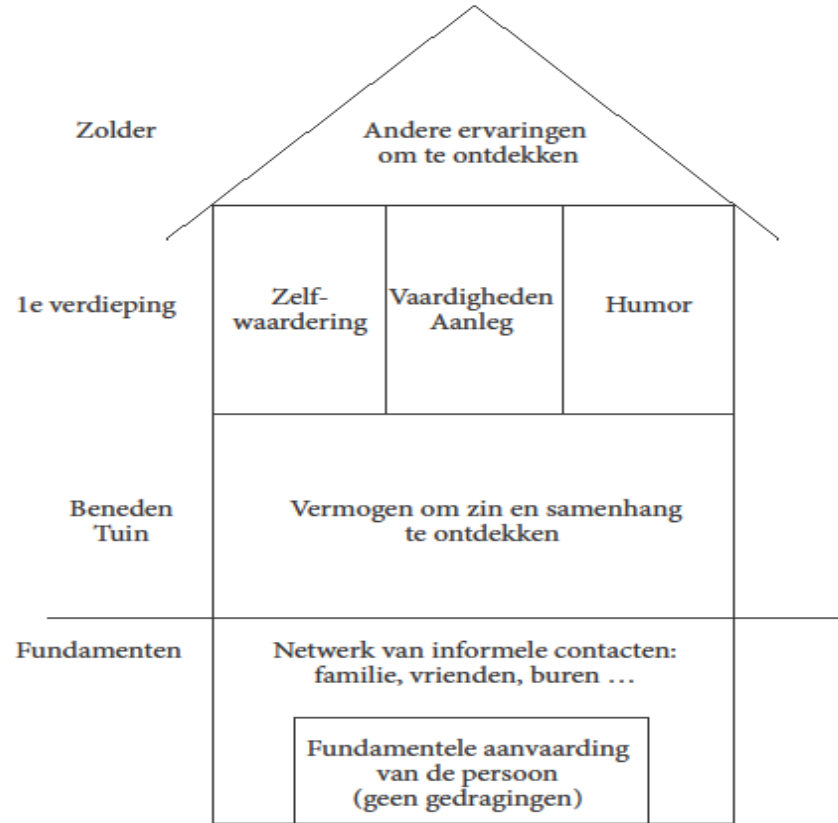 Zolder
Andere ervaringen
om te ontdekken
1e verdieping
Zelf-
waardering
Vaardigheden
Aanleg
Humor
Beneden
Tuin
Vermogen om zin en samenhang
te ontdekken
Fundamenten
Netwerk van informele contacten:
familie, vrienden, buren …
Fundamentele aanvaarding
van de persoon
(geen gedragingen)